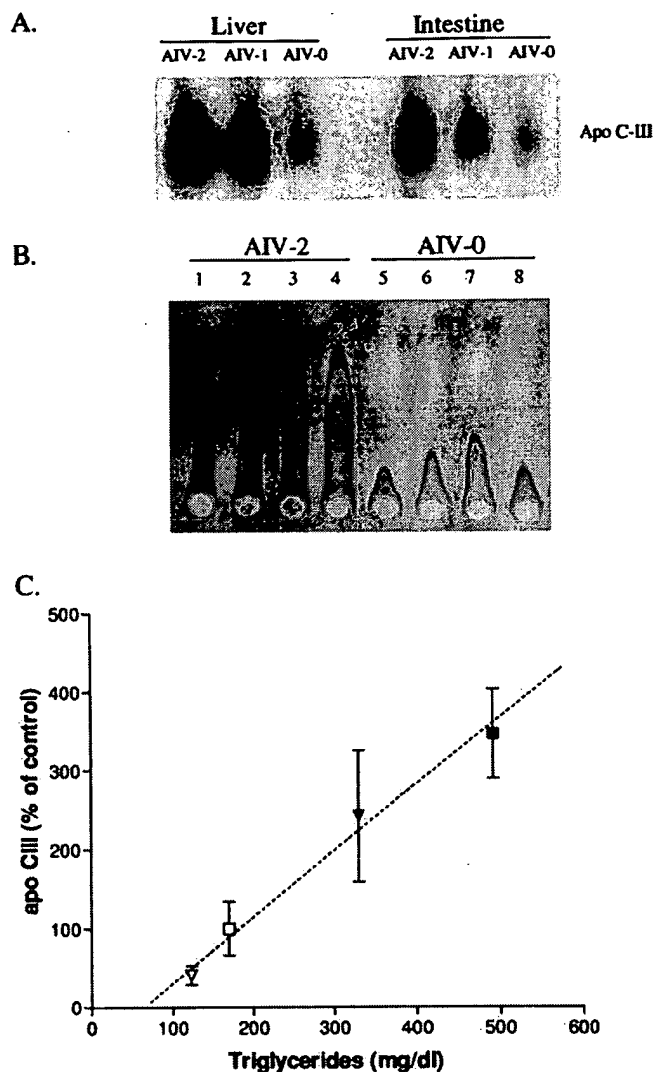 A.
Liver Intestine
AIV-2 AIV-1 AIV-0 AIV-2 AIV-1 AIV-0
Apo C-III
B.
AIV-2 AIV-0
1 2 3 4 5 6 7 8
C.
500
400
300
200
100
0
apo CIII (% of control)
0 100 200 300 400 500 600
Triglycerides (mg/dl)